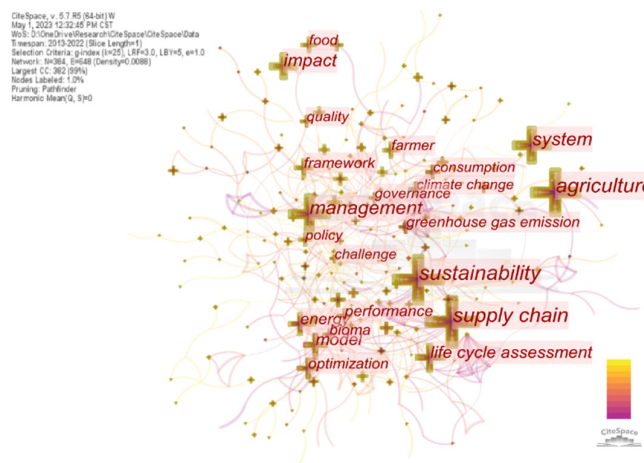 CiteSpace, v. 5.7.R5 (64-bit) W
May 1, 2023 12:32:45 PM CST
WoS: D:\OneDrive\Research\CiteSpace\CiteSpace\Data
Timespan: 2013-2022 (Slice Length=1)
Selection Criteria: g-index (k=25), LRF=3.0, LBY=5, e=1.0
Network: N=384, E=648 (Density=0.0088)
Largest CC: 382 (99%)
Nodes Labeled: 1.0%
Pruning: Pathfinder
Harmonic Mean(Q, S)=0
food
impact
quality
farmer
system
framework
consumption
climate change
agriculture
governance
management
greenhouse gas emission
policy
challenge
sustainability
performance
energy
supply chain
bioma
model
life cycle assessment
optimization
CiteSpace